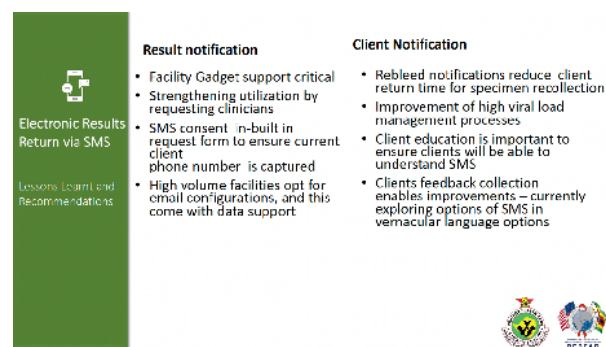 Electronic Results
Return via SMS
Lessons Learnt and
Recommendations
Result notification
• Facility Gadget support critical
• Strengthening utilization by
requesting clinicians
• SMS consent in-built in
request form to ensure current
client
phone number is captured
• High volume facilities opt for
email configurations, and this
come with data support
Client Notification
• Rebleed notifications reduce client
return time for specimen recollection
• Improvement of high viral load
management processes
• Client education is important to
ensure clients will be able to
understand SMS
• Clients feedback collection
enables improvements – currently
exploring options of SMS in
vernacular language options
PEPFAR